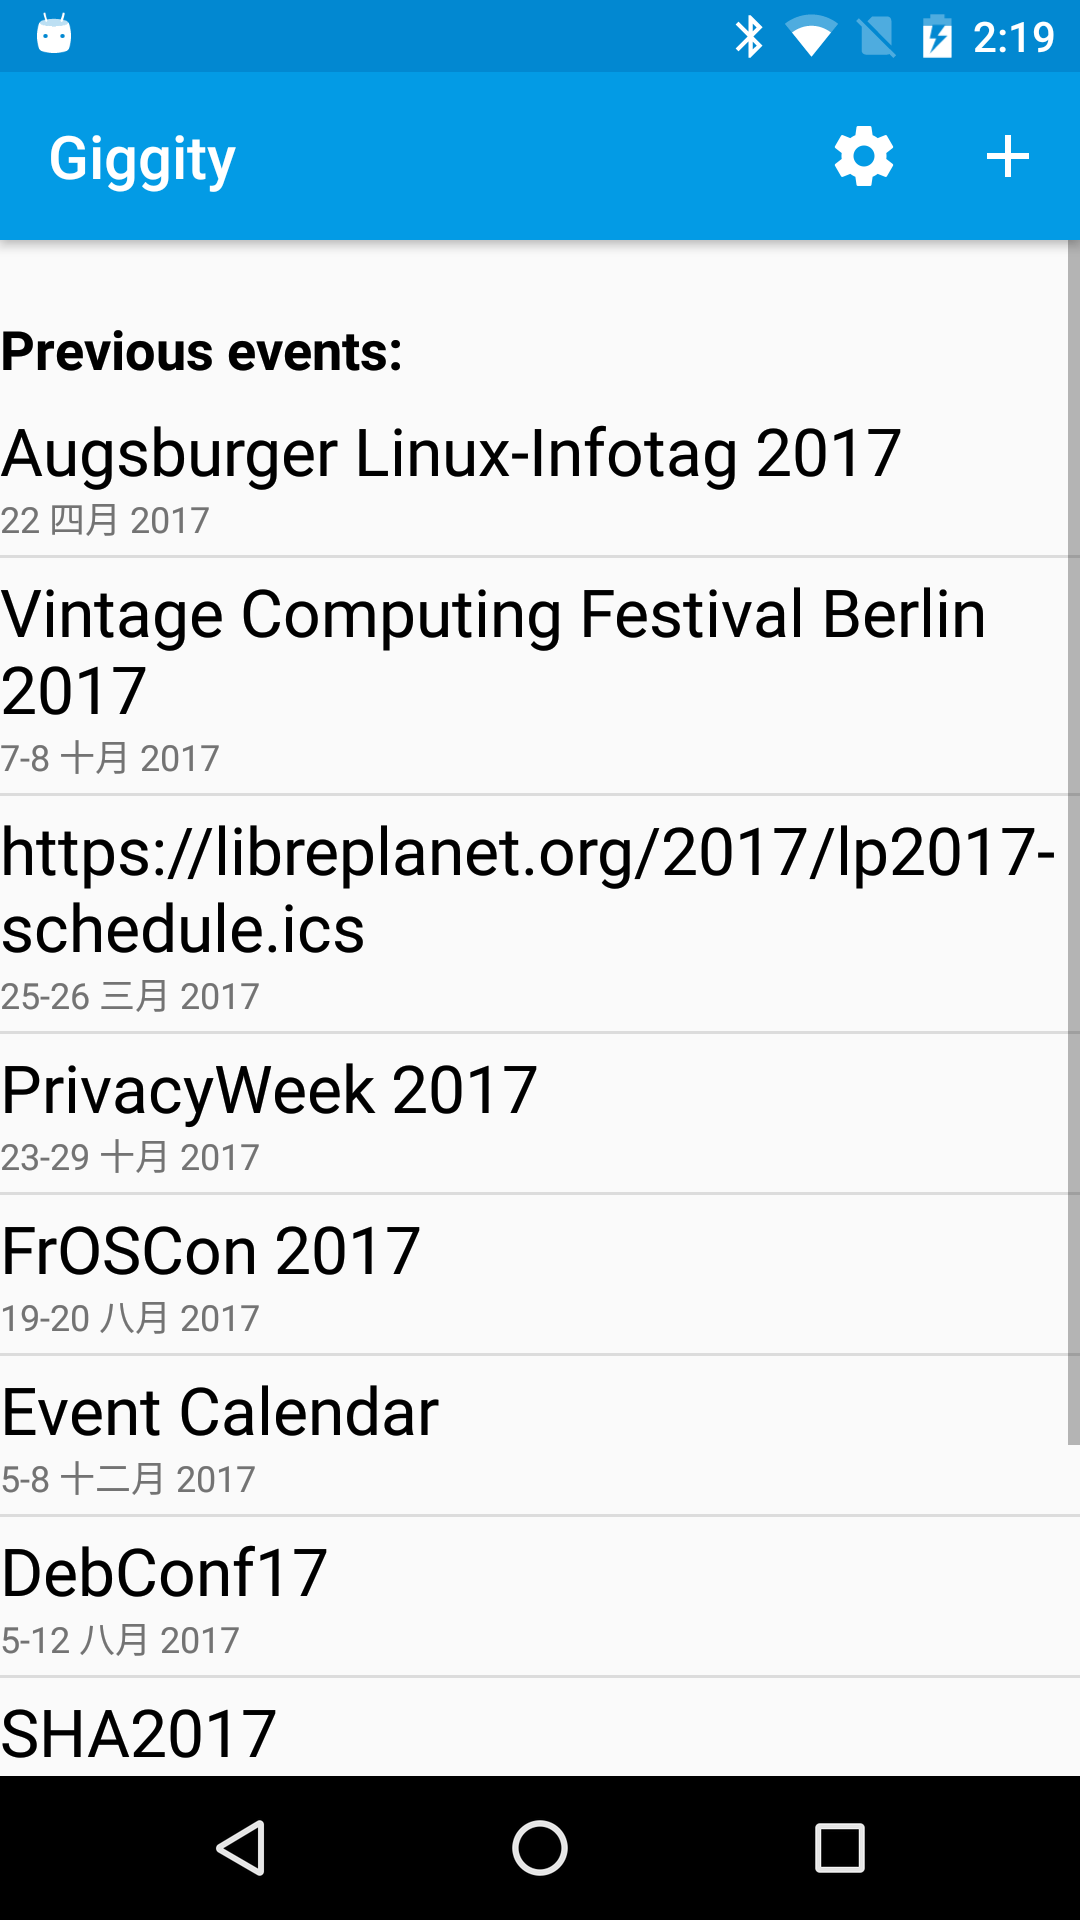 2:19
Giggity
Previous events:
Augsburger Linux-Infotag 2017
22 四月 2017
Vintage Computing Festival Berlin
2017
7-8 十月 2017
https://libreplanet.org/2017/lp2017-
schedule.ics
25-26 三月 2017
PrivacyWeek 2017
23-29 十月 2017
FrOSCon 2017
19-20 八月 2017
Event Calendar
5-8 十二月 2017
DebConf17
5-12 八月 2017
SHA2017